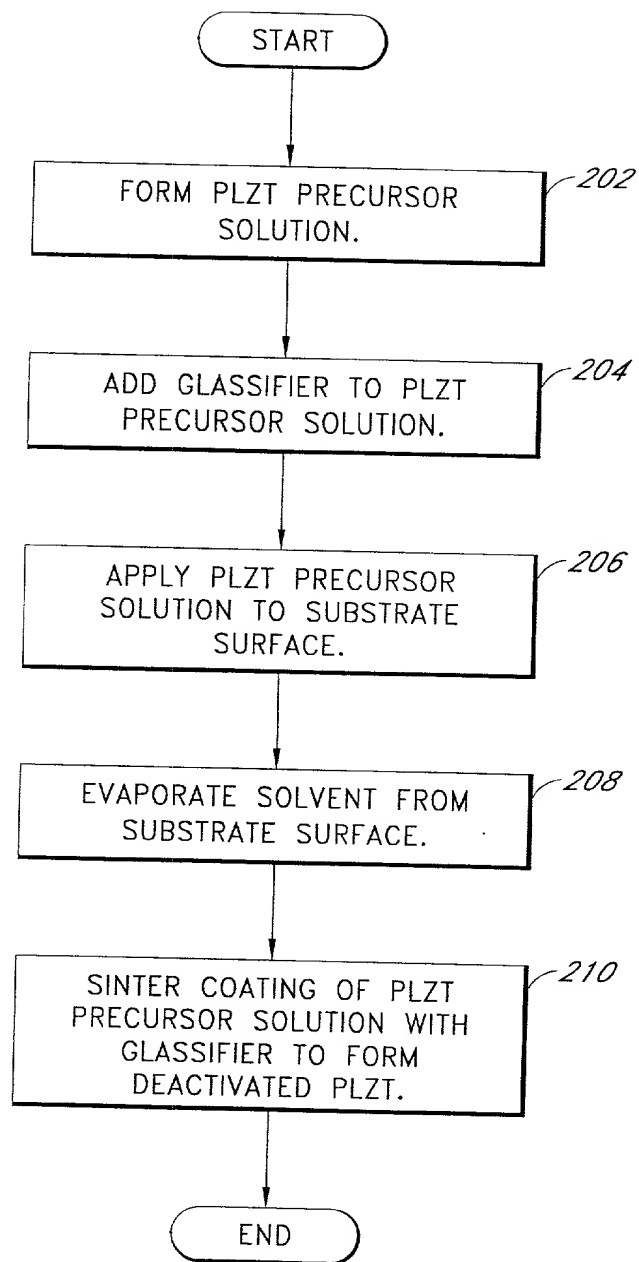 START
FORM PLZT PRECURSOR
SOLUTION.
202
ADD GLASSIFIER TO PLZT
PRECURSOR SOLUTION.
204
APPLY PLZT PRECURSOR
SOLUTION TO SUBSTRATE
SURFACE.
206
EVAPORATE SOLVENT FROM
SUBSTRATE SURFACE.
208
SINTER COATING OF PLZT
PRECURSOR SOLUTION WITH
GLASSIFIER TO FORM
DEACTIVATED PLZT.
210
END